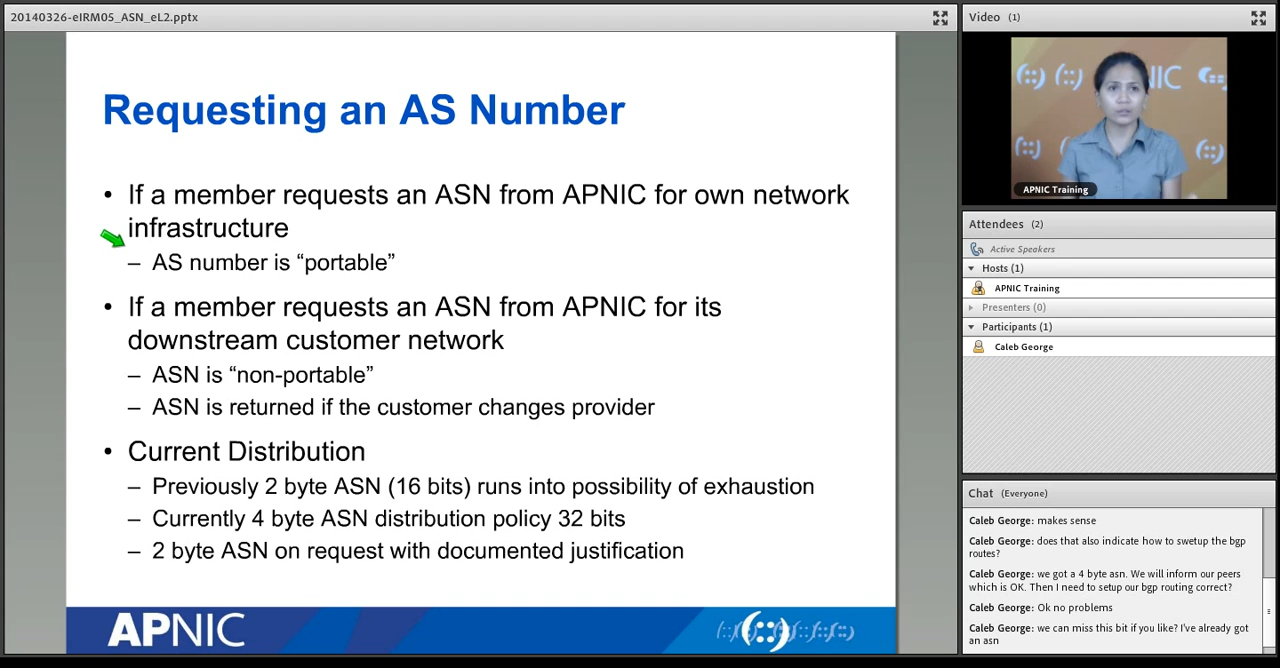 20140326-eIRM05_ASN_eL2.pptx
Requesting an AS Number
• If a member requests an ASN from APNIC for own network
infrastructure
– AS number is “portable”
• If a member requests an ASN from APNIC for its
downstream customer network
– ASN is “non-portable”
– ASN is returned if the customer changes provider
• Current Distribution
– Previously 2 byte ASN (16 bits) runs into possibility of exhaustion
– Currently 4 byte ASN distribution policy 32 bits
– 2 byte ASN on request with documented justification
APNIC
(::) (::) (::) (::) (::)
Video (1)
(::) (::) NIC (::)
(::) (::)
APNIC Training
Attendees (2)
Active Speakers
Hosts (1)
APNIC Training
Presenters (0)
Participants (1)
Caleb George
Chat (Everyone)
Caleb George: makes sense
Caleb George: does that also indicate how to swetup the bgp
routes?
Caleb George: we got a 4 byte asn. We will inform our peers
which is OK. Then I need to setup our bgp routing correct?
Caleb George: Ok no problems
Caleb George: we can miss this bit if you like? I've already got
an asn